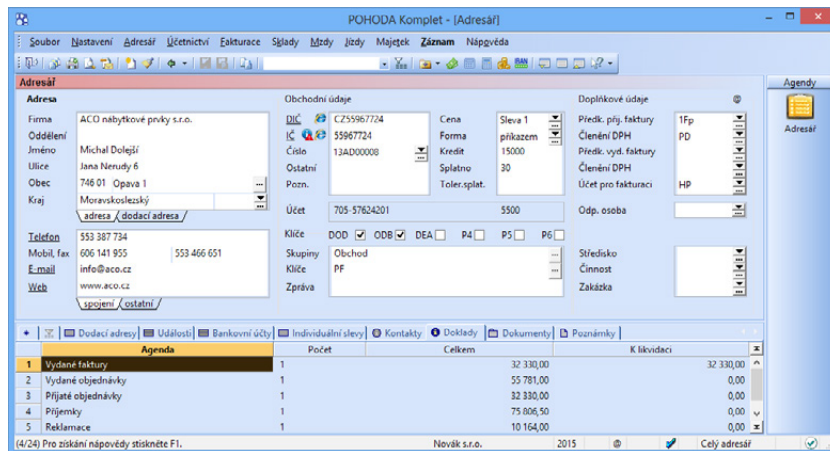 POHODA Komplet - [Adresář]
Soubor Nastavení Adresář Účetnictví Fakturace Sklady Mzdy Jízdy Majetek Záznam Nápověda
Adresář
Agendy
Adresa Obchodní údaje Doplňkové údaje @
Firma ACO nábytkové prvky s.r.o. DIČ CZ55967724 Cena Sleva 1 Předk. přij. faktury 1Fp
Adresář
Oddělení IČ 55967724 Forma příkazem Členění DPH PD
Jméno Michal Dolejší Číslo 13AD00008 Kredit 15000 Předk. vyd. faktury
Ulice Jana Nerudy 6 Ostatní Splatno 30 Členění DPH
Obec 746 01 Opava 1 Pozn. Toler.splat. Účet pro fakturaci HP
Kraj Moravskoslezský
adresa dodací adresa Účet 705-57624201 5500 Odp. osoba
Telefon 553 387 734 Klíče DOD ODB DEA P4 P5 P6
Mobil, fax 606 141 955 553 466 651 Skupiny Obchod Středisko
E-mail info@aco.cz Klíče PF Činnost
Web www.aco.cz Zpráva Zakázka
spojení ostatní
Dodací adresy Události Bankovní účty Individuální slevy Kontakty Doklady Dokumenty Poznámky
Agenda Počet Celkem K likvidaci
1 Vydané faktury 1 32 330,00 32 330,00
2 Vydané objednávky 1 55 781,00 0,00
3 Přijaté objednávky 1 32 330,00 0,00
4 Příjemky 1 75 806,50 0,00
5 Reklamace 1 10 164,00 0,00
(4/24) Pro získání nápovědy stiskněte F1. Novák s.r.o. 2015 @ Celý adresář